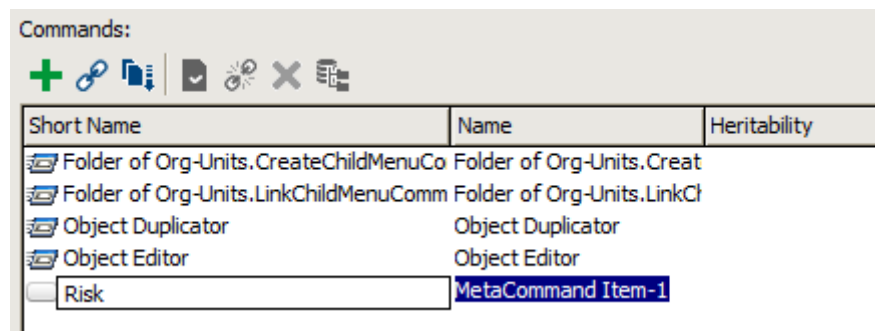 Commands:
Short Name Name Heritability
Folder of Org-Units.CreateChildMenuCo Folder of Org-Units.Creat
Folder of Org-Units.LinkChildMenuComm Folder of Org-Units.LinkCh
Object Duplicator Object Duplicator
Object Editor Object Editor
Risk MetaCommand Item-1